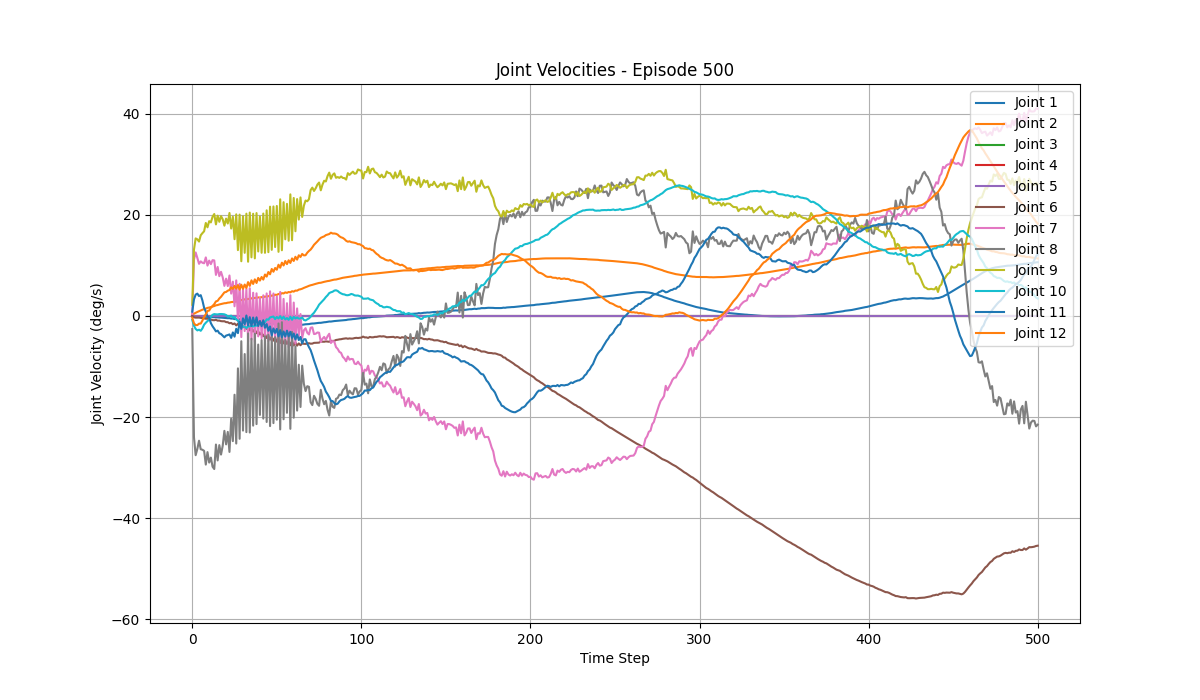 Joint Velocities - Episode 500
Joint Velocity (deg/s)
40
20
0
−20
−40
−60
0
100
200
300
400
500
Time Step
Joint 1
Joint 2
Joint 3
Joint 4
Joint 5
Joint 6
Joint 7
Joint 8
Joint 9
Joint 10
Joint 11
Joint 12